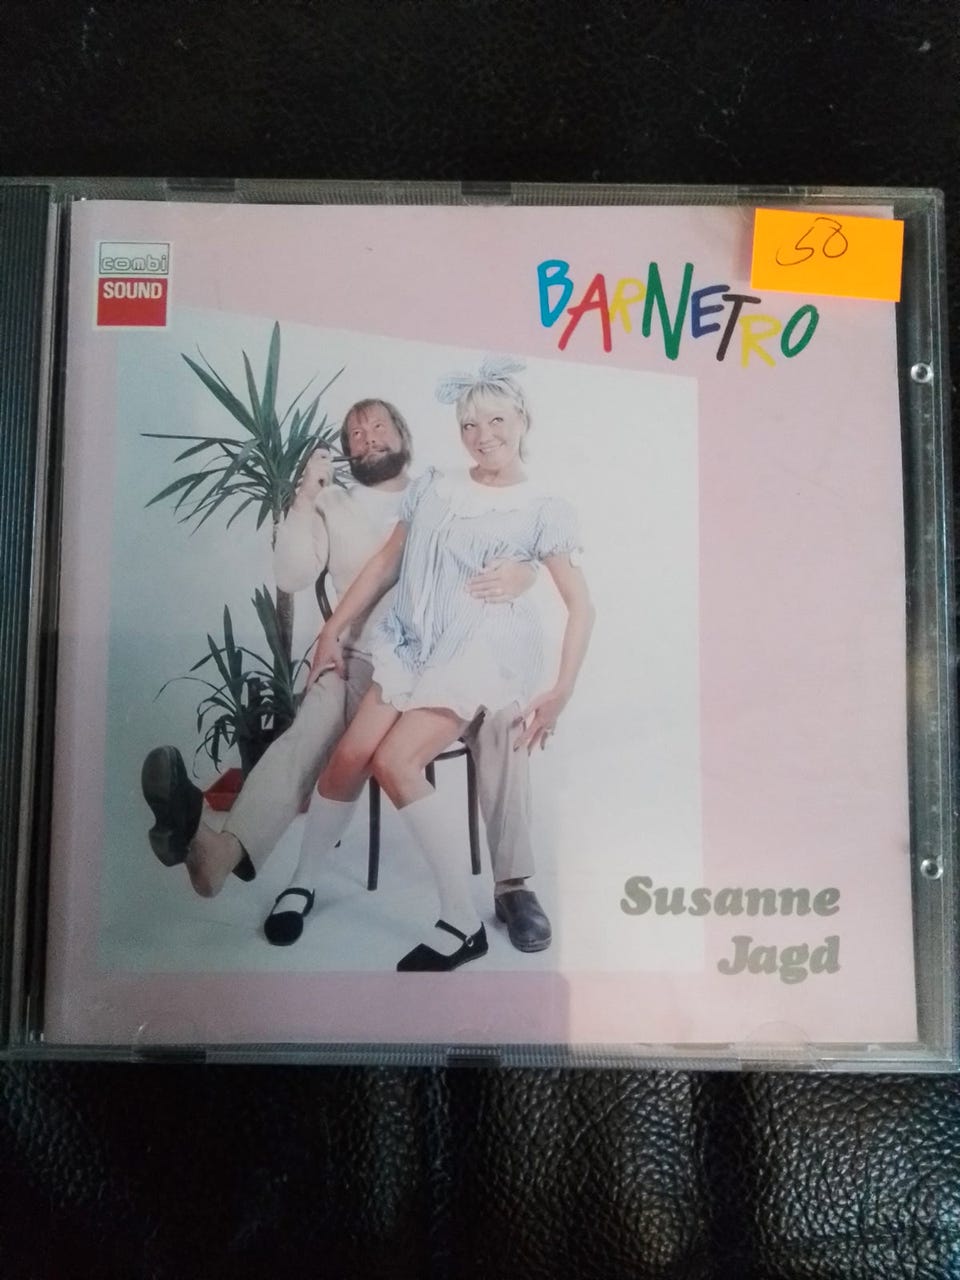 combi
SOUND
50
BARNETRO
Susanne
Jagd